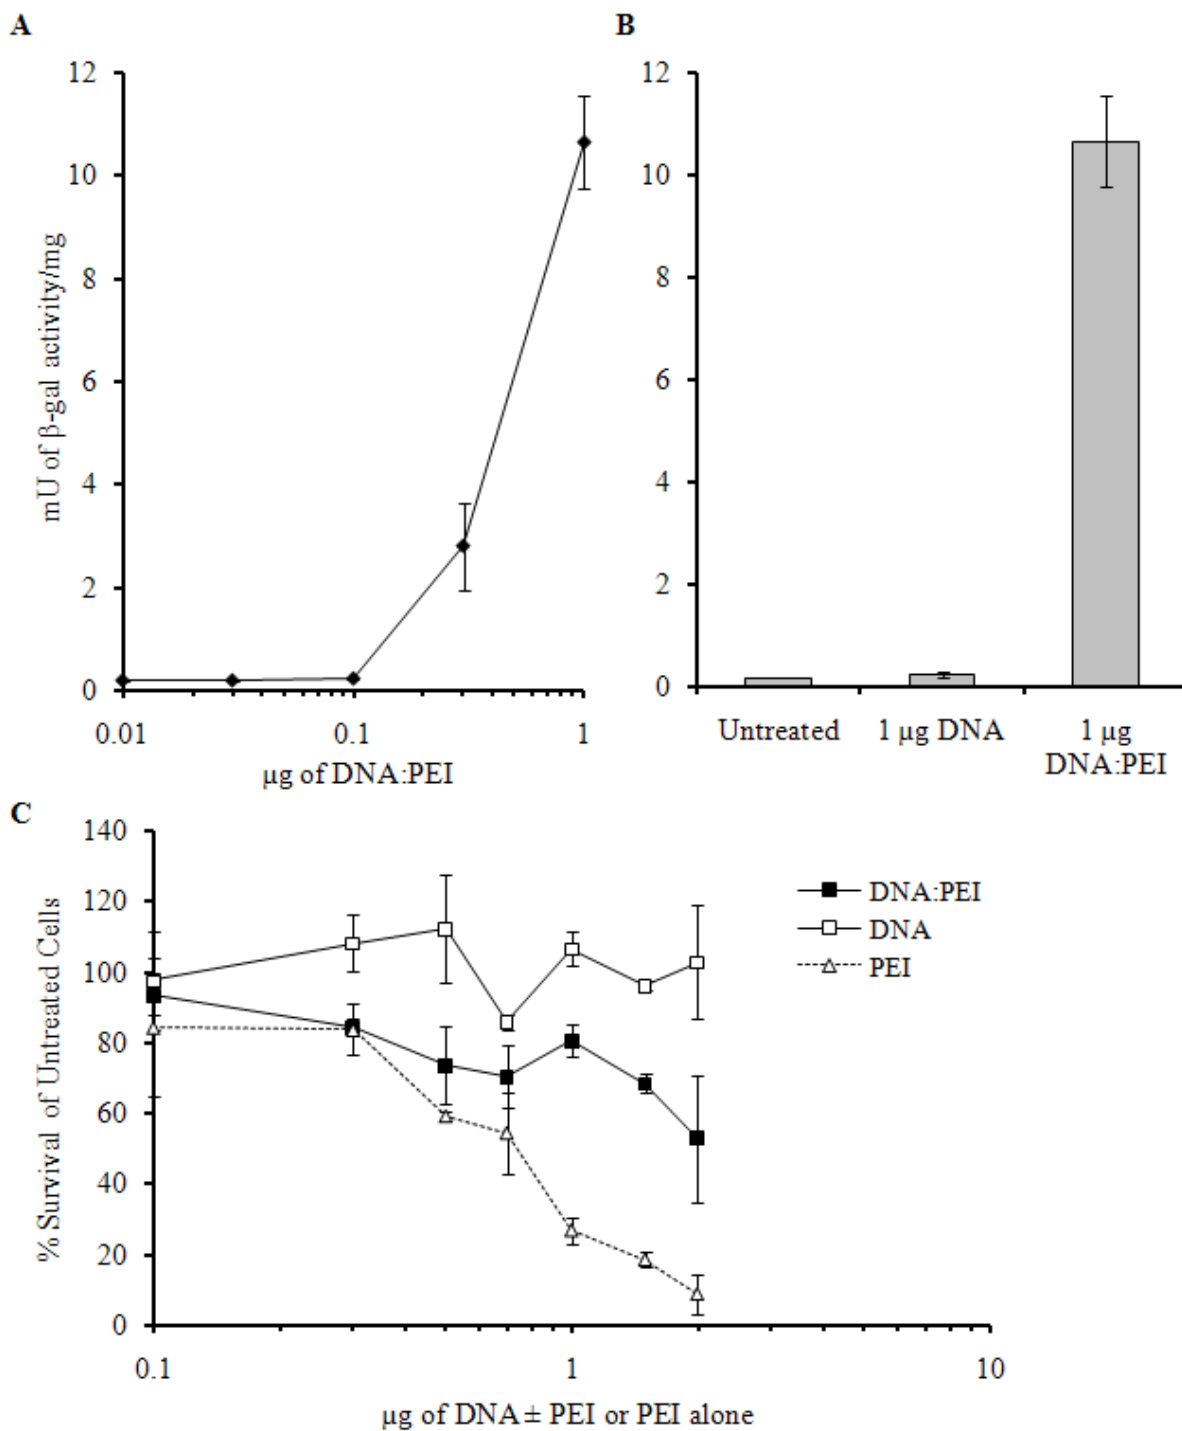 A
B
mU of β-gal activity/mg
12
10
8
6
4
2
0
0.01
0.1
1
µg of DNA:PEI
12
10
8
6
4
2
0
Untreated
1 µg DNA
1 µg
DNA:PEI
C
% Survival of Untreated Cells
140
120
100
80
60
40
20
0
0.1
1
10
µg of DNA ± PEI or PEI alone
DNA:PEI
DNA
PEI